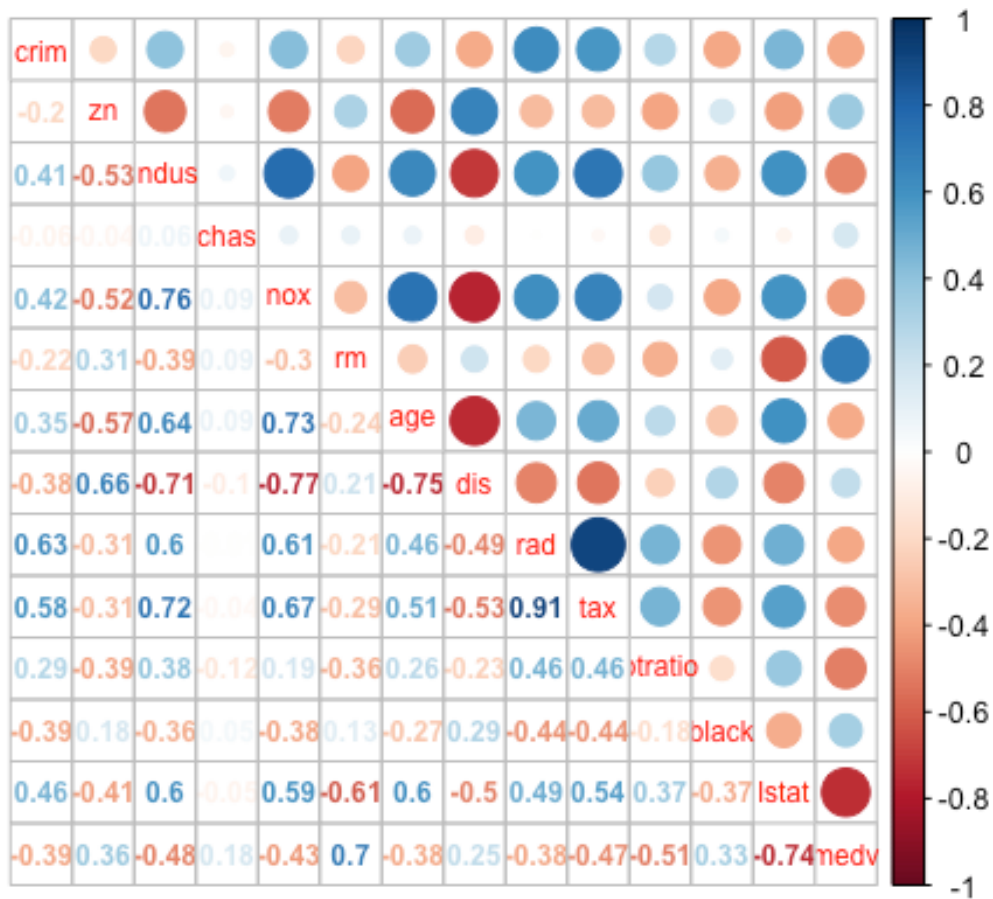 crim
-0.2 zn
0.41 -0.53 ndus
-0.06 -0.04 0.06 chas
0.42 -0.52 0.76 0.09 nox
-0.22 0.31 -0.39 0.09 -0.3 rm
0.35 -0.57 0.64 0.09 0.73 -0.24 age
-0.38 0.66 -0.71 -0.1 -0.77 0.21 -0.75 dis
0.63 -0.31 0.6 0.61 -0.21 0.46 -0.49 rad
0.58 -0.31 0.72 -0.04 0.67 -0.29 0.51 -0.53 0.91 tax
0.29 -0.39 0.38 -0.12 0.19 -0.36 0.26 -0.23 0.46 0.46 ptratio
-0.39 0.18 -0.36 0.05 -0.38 0.13 -0.27 0.29 -0.44 -0.44 -0.18 black
0.46 -0.41 0.6 -0.05 0.59 -0.61 0.6 -0.5 0.49 0.54 0.37 -0.37 lstat
-0.39 0.36 -0.48 0.18 -0.43 0.7 -0.38 0.25 -0.38 -0.47 -0.51 0.33 -0.74 medv
1
0.8
0.6
0.4
0.2
0
-0.2
-0.4
-0.6
-0.8
-1